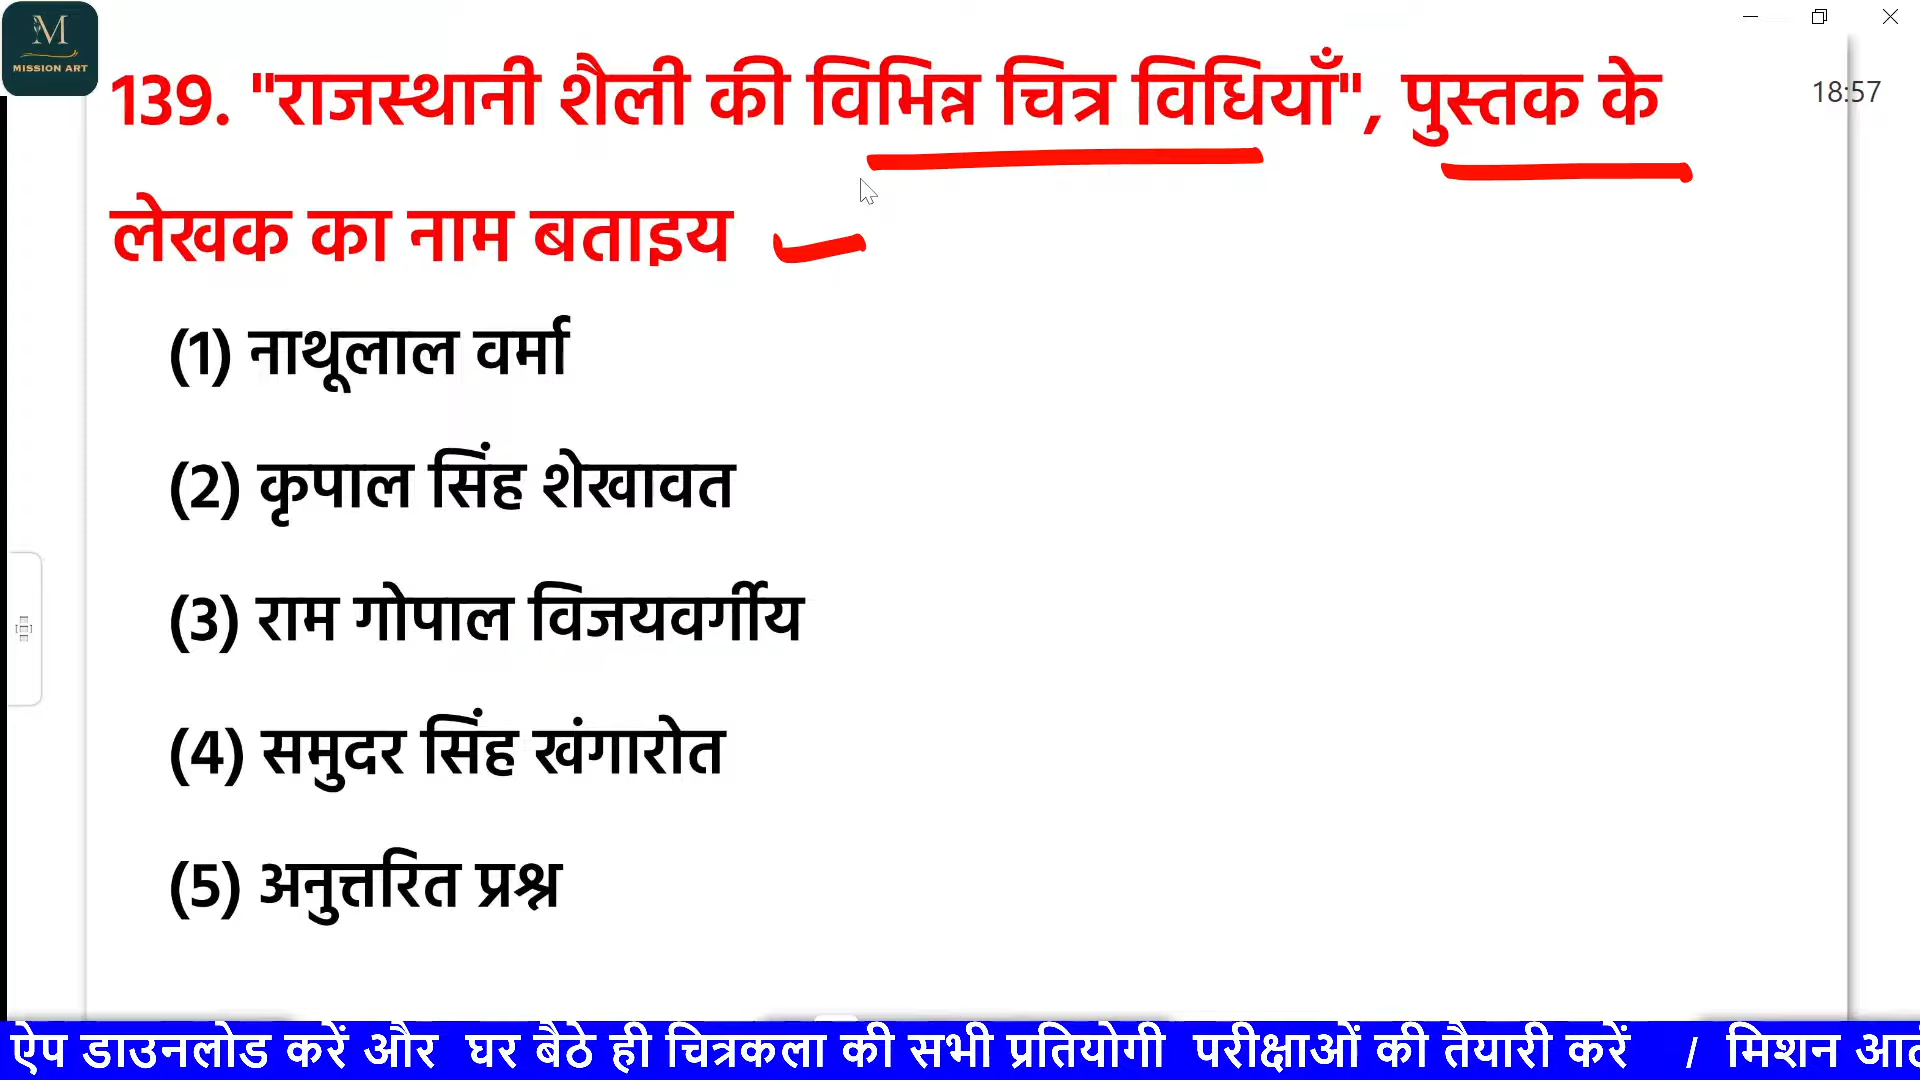 M
MISSION ART
139. "राजस्थानी शैली की विभिन्न चित्र विधियाँ", पुस्तक के
18:57
लेखक का नाम बताइय
(1) नाथूलाल वर्मा
(2) कृपाल सिंह शेखावत
(3) राम गोपाल विजयवर्गीय
(4) समुदर सिंह खंगारोत
(5) अनुत्तरित प्रश्न
ऐप डाउनलोड करें और घर बैठे ही चित्रकला की सभी प्रतियोगी परीक्षाओं की तैयारी करें / मिशन